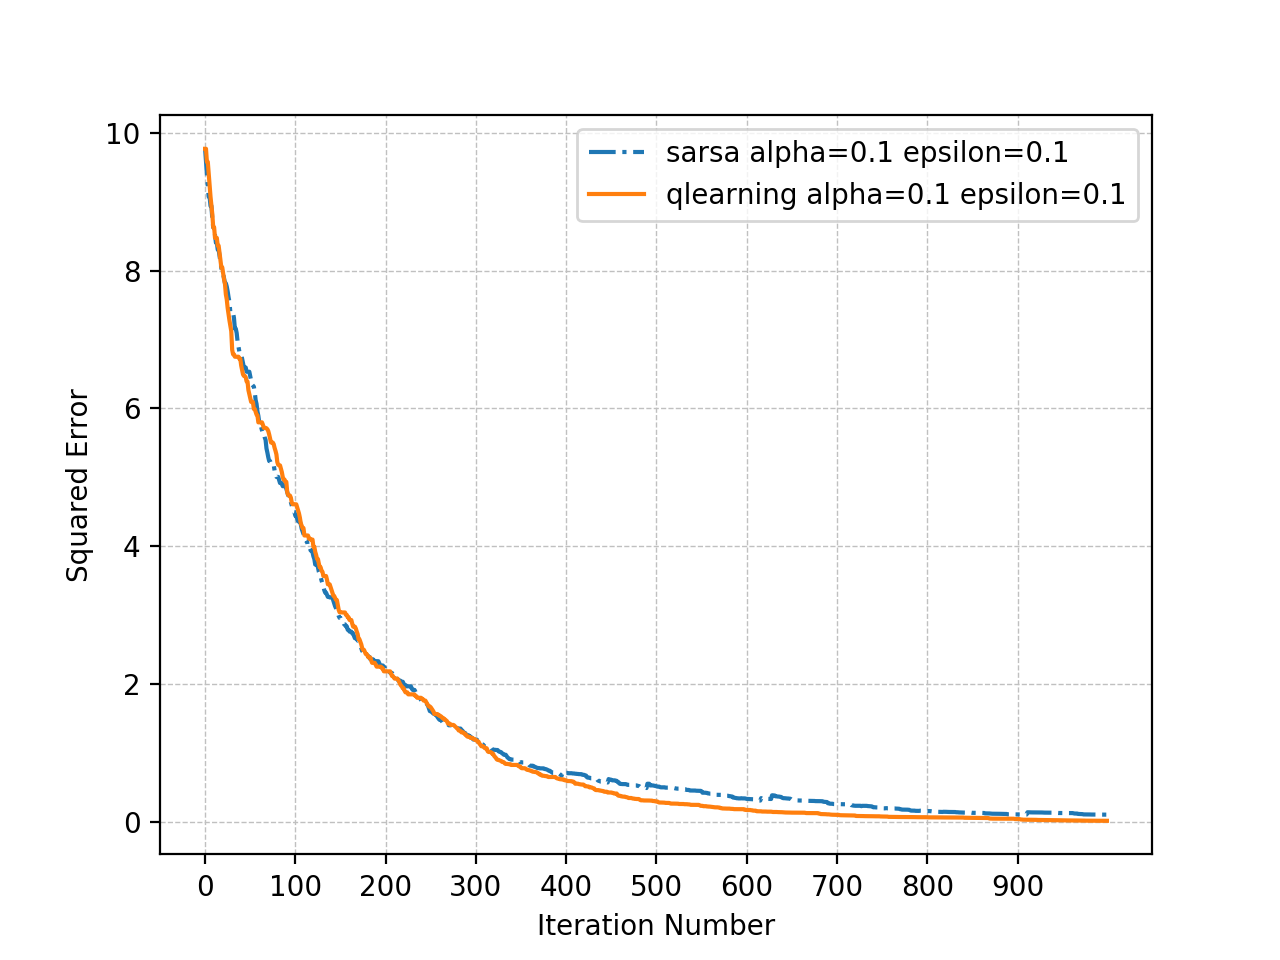 sarsa alpha=0.1 epsilon=0.1
qlearning alpha=0.1 epsilon=0.1
Squared Error
10
8
6
4
2
0
0 100 200 300 400 500 600 700 800 900
Iteration Number